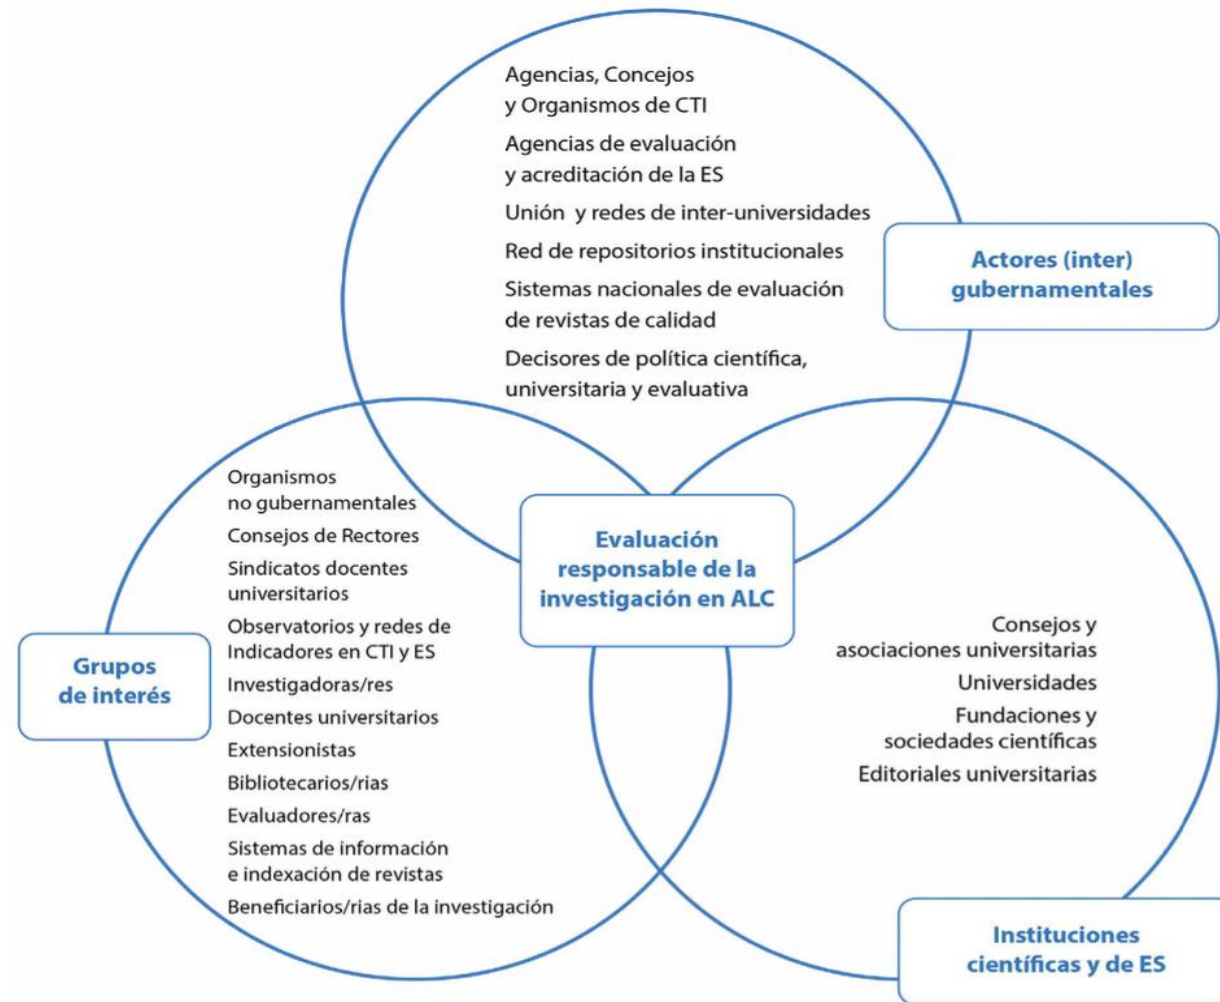 Agencias, Concejos
y Organismos de CTI
Agencias de evaluación
y acreditación de la ES
Unión y redes de inter-universidades
Red de repositorios institucionales
Sistemas nacionales de evaluación
de revistas de calidad
Decisores de política científica,
universitaria y evaluativa
Actores (inter)
gubernamentales
Organismos
no gubernamentales
Consejos de Rectores
Sindicatos docentes
universitarios
Observatorios y redes de
Indicadores en CTI y ES
Investigadoras/res
Docentes universitarios
Extensionistas
Bibliotecarios/rias
Evaluadores/ras
Sistemas de información
e indexación de revistas
Beneficiarios/rias de la investigación
Grupos
de interés
Evaluación
responsable de la
investigación en ALC
Consejos y
asociaciones universitarias
Universidades
Fundaciones y
sociedades científicas
Editoriales universitarias
Instituciones
científicas y de ES